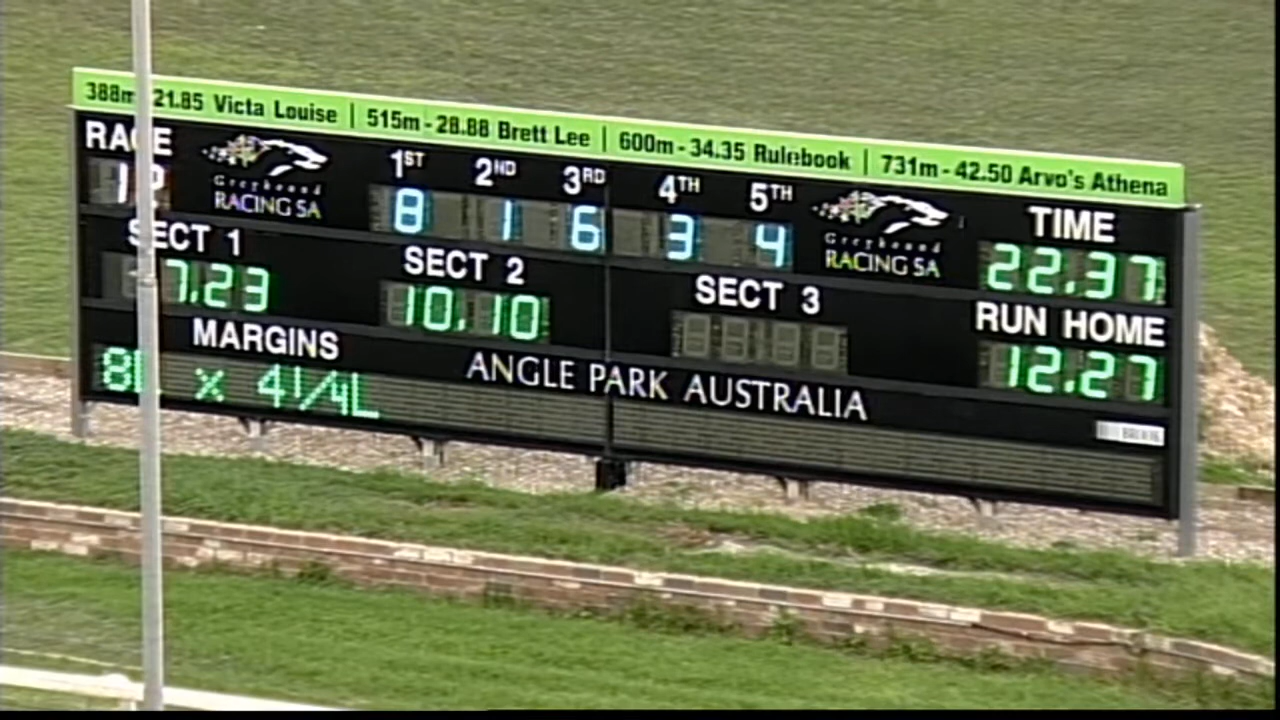 388m 21.85 Victa Louise | 515m - 28.88 Brett Lee | 600m - 34.35 Rulebook | 731m - 42.50 Arvo's Athena
RACE
Greyhound
RACING SA
1ST 2ND 3RD 4TH 5TH
8 1 6 3 4
Greyhound
RACING SA
TIME
22.37
SECT 1
7.23
SECT 2
10.10
SECT 3
RUN HOME
12.27
MARGINS
8L x 4 1/4L
ANGLE PARK AUSTRALIA